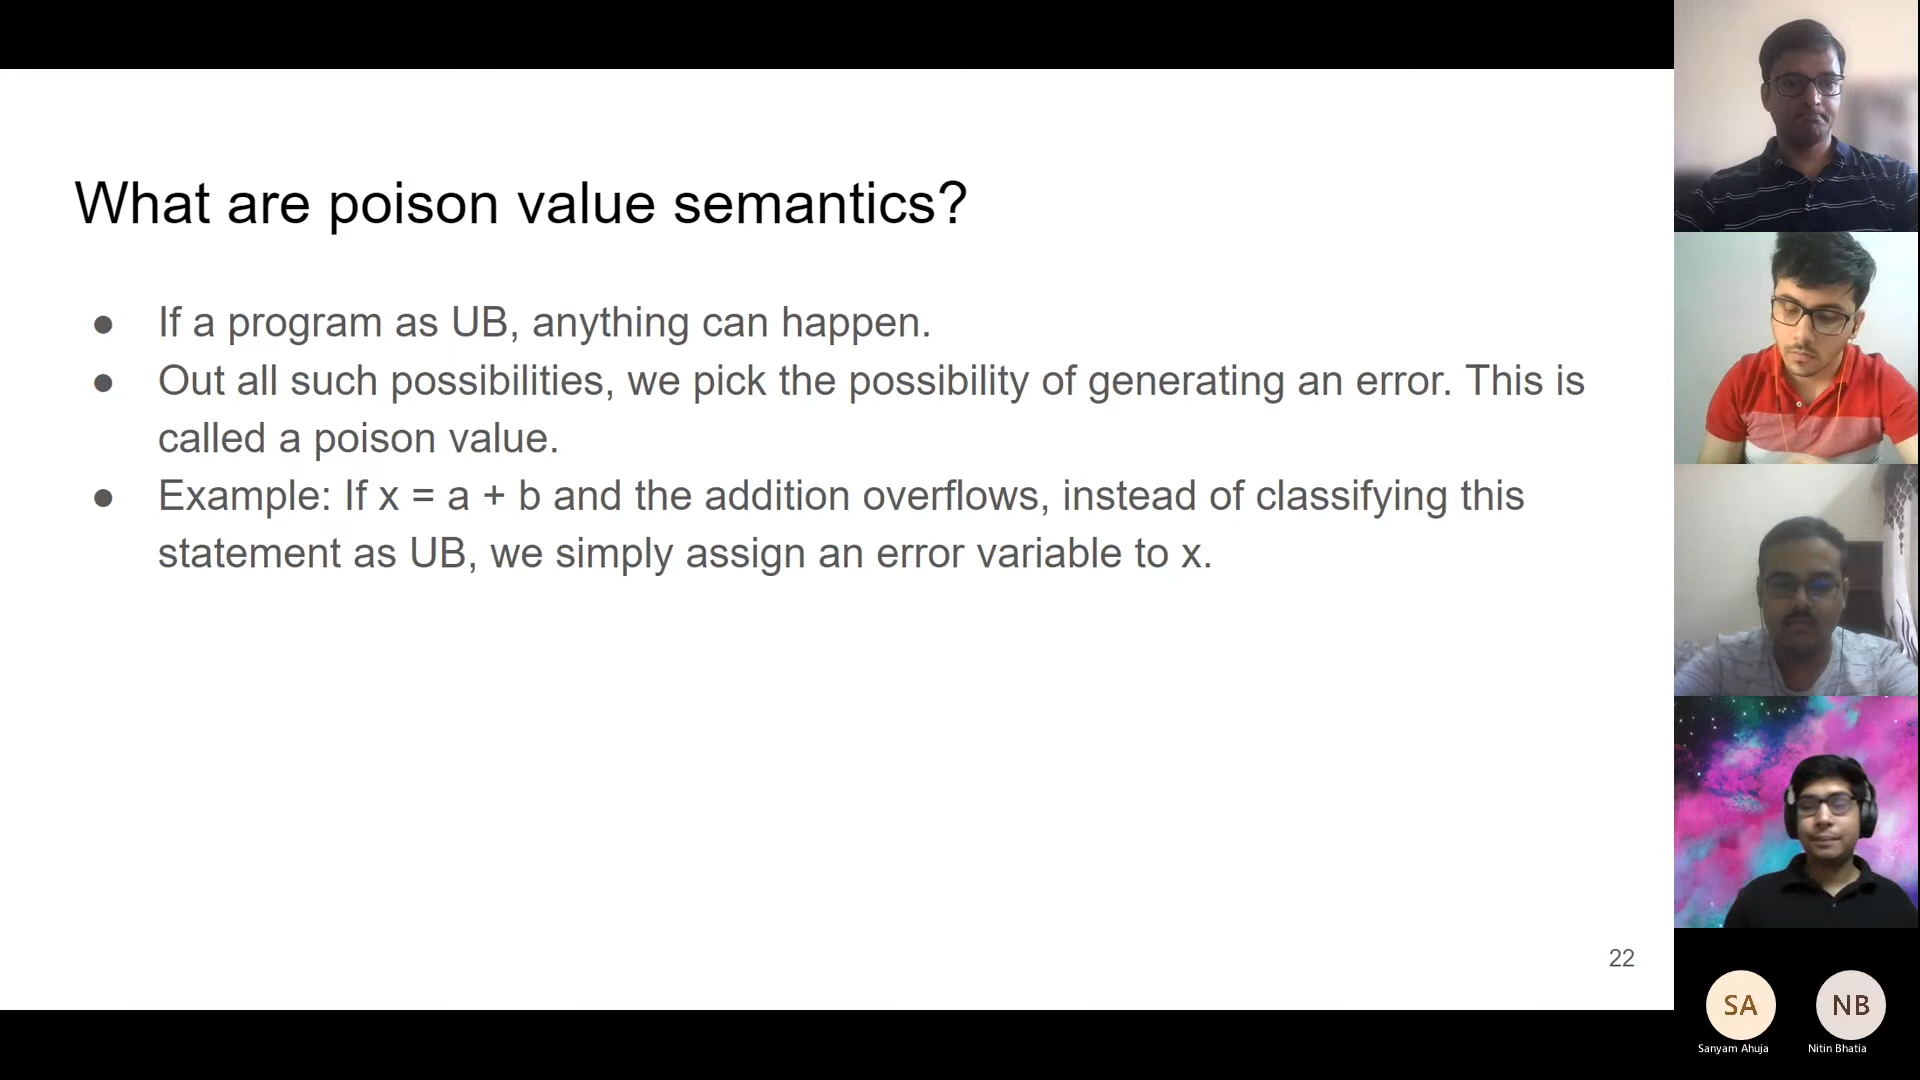 What are poison value semantics?
● If a program as UB, anything can happen.
● Out all such possibilities, we pick the possibility of generating an error. This is
called a poison value.
● Example: If x = a + b and the addition overflows, instead of classifying this
statement as UB, we simply assign an error variable to x.
22
SA
NB
Sanyam Ahuja
Nitin Bhatia